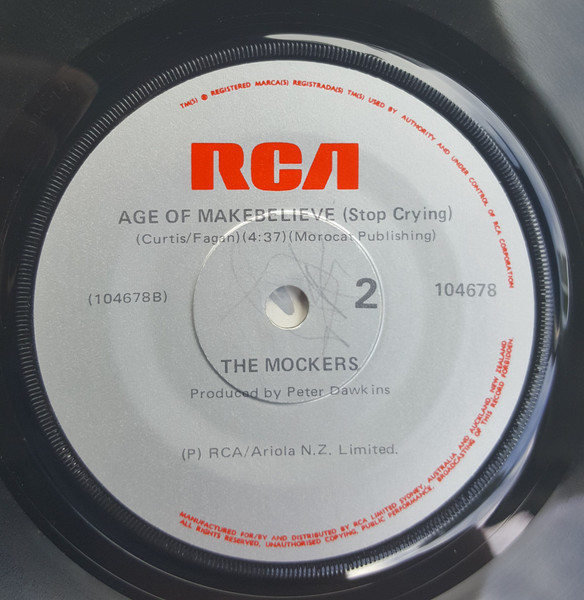 TM(S) ® REGISTERED MARCA(S) REGISTRADA(S) TM(S) USED BY AUTHORITY AND UNDER CONTROL OF RCA CORPORATION
RCA
AGE OF MAKEBELIEVE (Stop Crying)
(Curtis/Fagan)(4:37)(Morocat Publishing)
(104678B)
2
104678
THE MOCKERS
Produced by Peter Dawkins
(P) RCA/Ariola N.Z. Limited.
MANUFACTURED FOR/BY AND DISTRIBUTED BY RCA LIMITED SYDNEY, AUSTRALIA AND AUCKLAND, NEW ZEALAND.
ALL RIGHTS RESERVED, UNAUTHORISED COPYING, PUBLIC PERFORMANCE, BROADCASTING OF THIS RECORD FORBIDDEN.